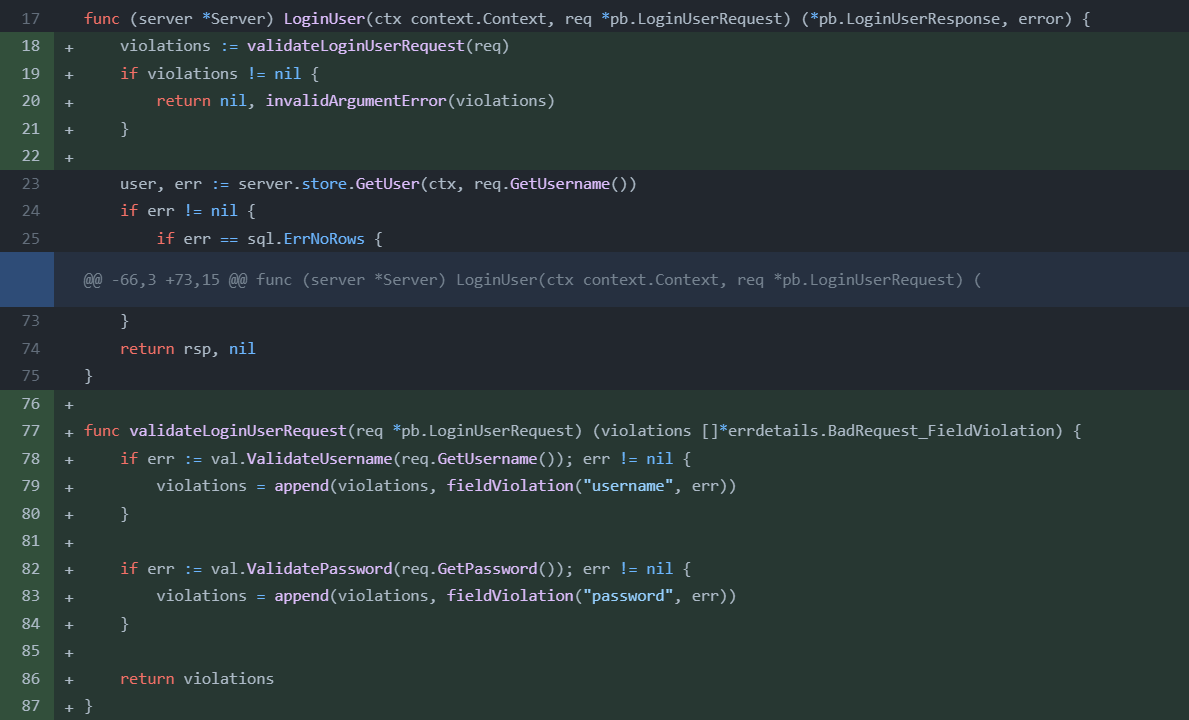 17 func (server *Server) LoginUser(ctx context.Context, req *pb.LoginUserRequest) (*pb.LoginUserResponse, error) {
18 + violations := validateLoginUserRequest(req)
19 + if violations != nil {
20 + return nil, invalidArgumentError(violations)
21 + }
22 +
23 user, err := server.store.GetUser(ctx, req.GetUsername())
24 if err != nil {
25 if err == sql.ErrNoRows {
@@ -66,3 +73,15 @@ func (server *Server) LoginUser(ctx context.Context, req *pb.LoginUserRequest) (
73 }
74 return rsp, nil
75 }
76 +
77 + func validateLoginUserRequest(req *pb.LoginUserRequest) (violations []*errdetails.BadRequest_FieldViolation) {
78 + if err := val.ValidateUsername(req.GetUsername()); err != nil {
79 + violations = append(violations, fieldViolation("username", err))
80 + }
81 +
82 + if err := val.ValidatePassword(req.GetPassword()); err != nil {
83 + violations = append(violations, fieldViolation("password", err))
84 + }
85 +
86 + return violations
87 + }